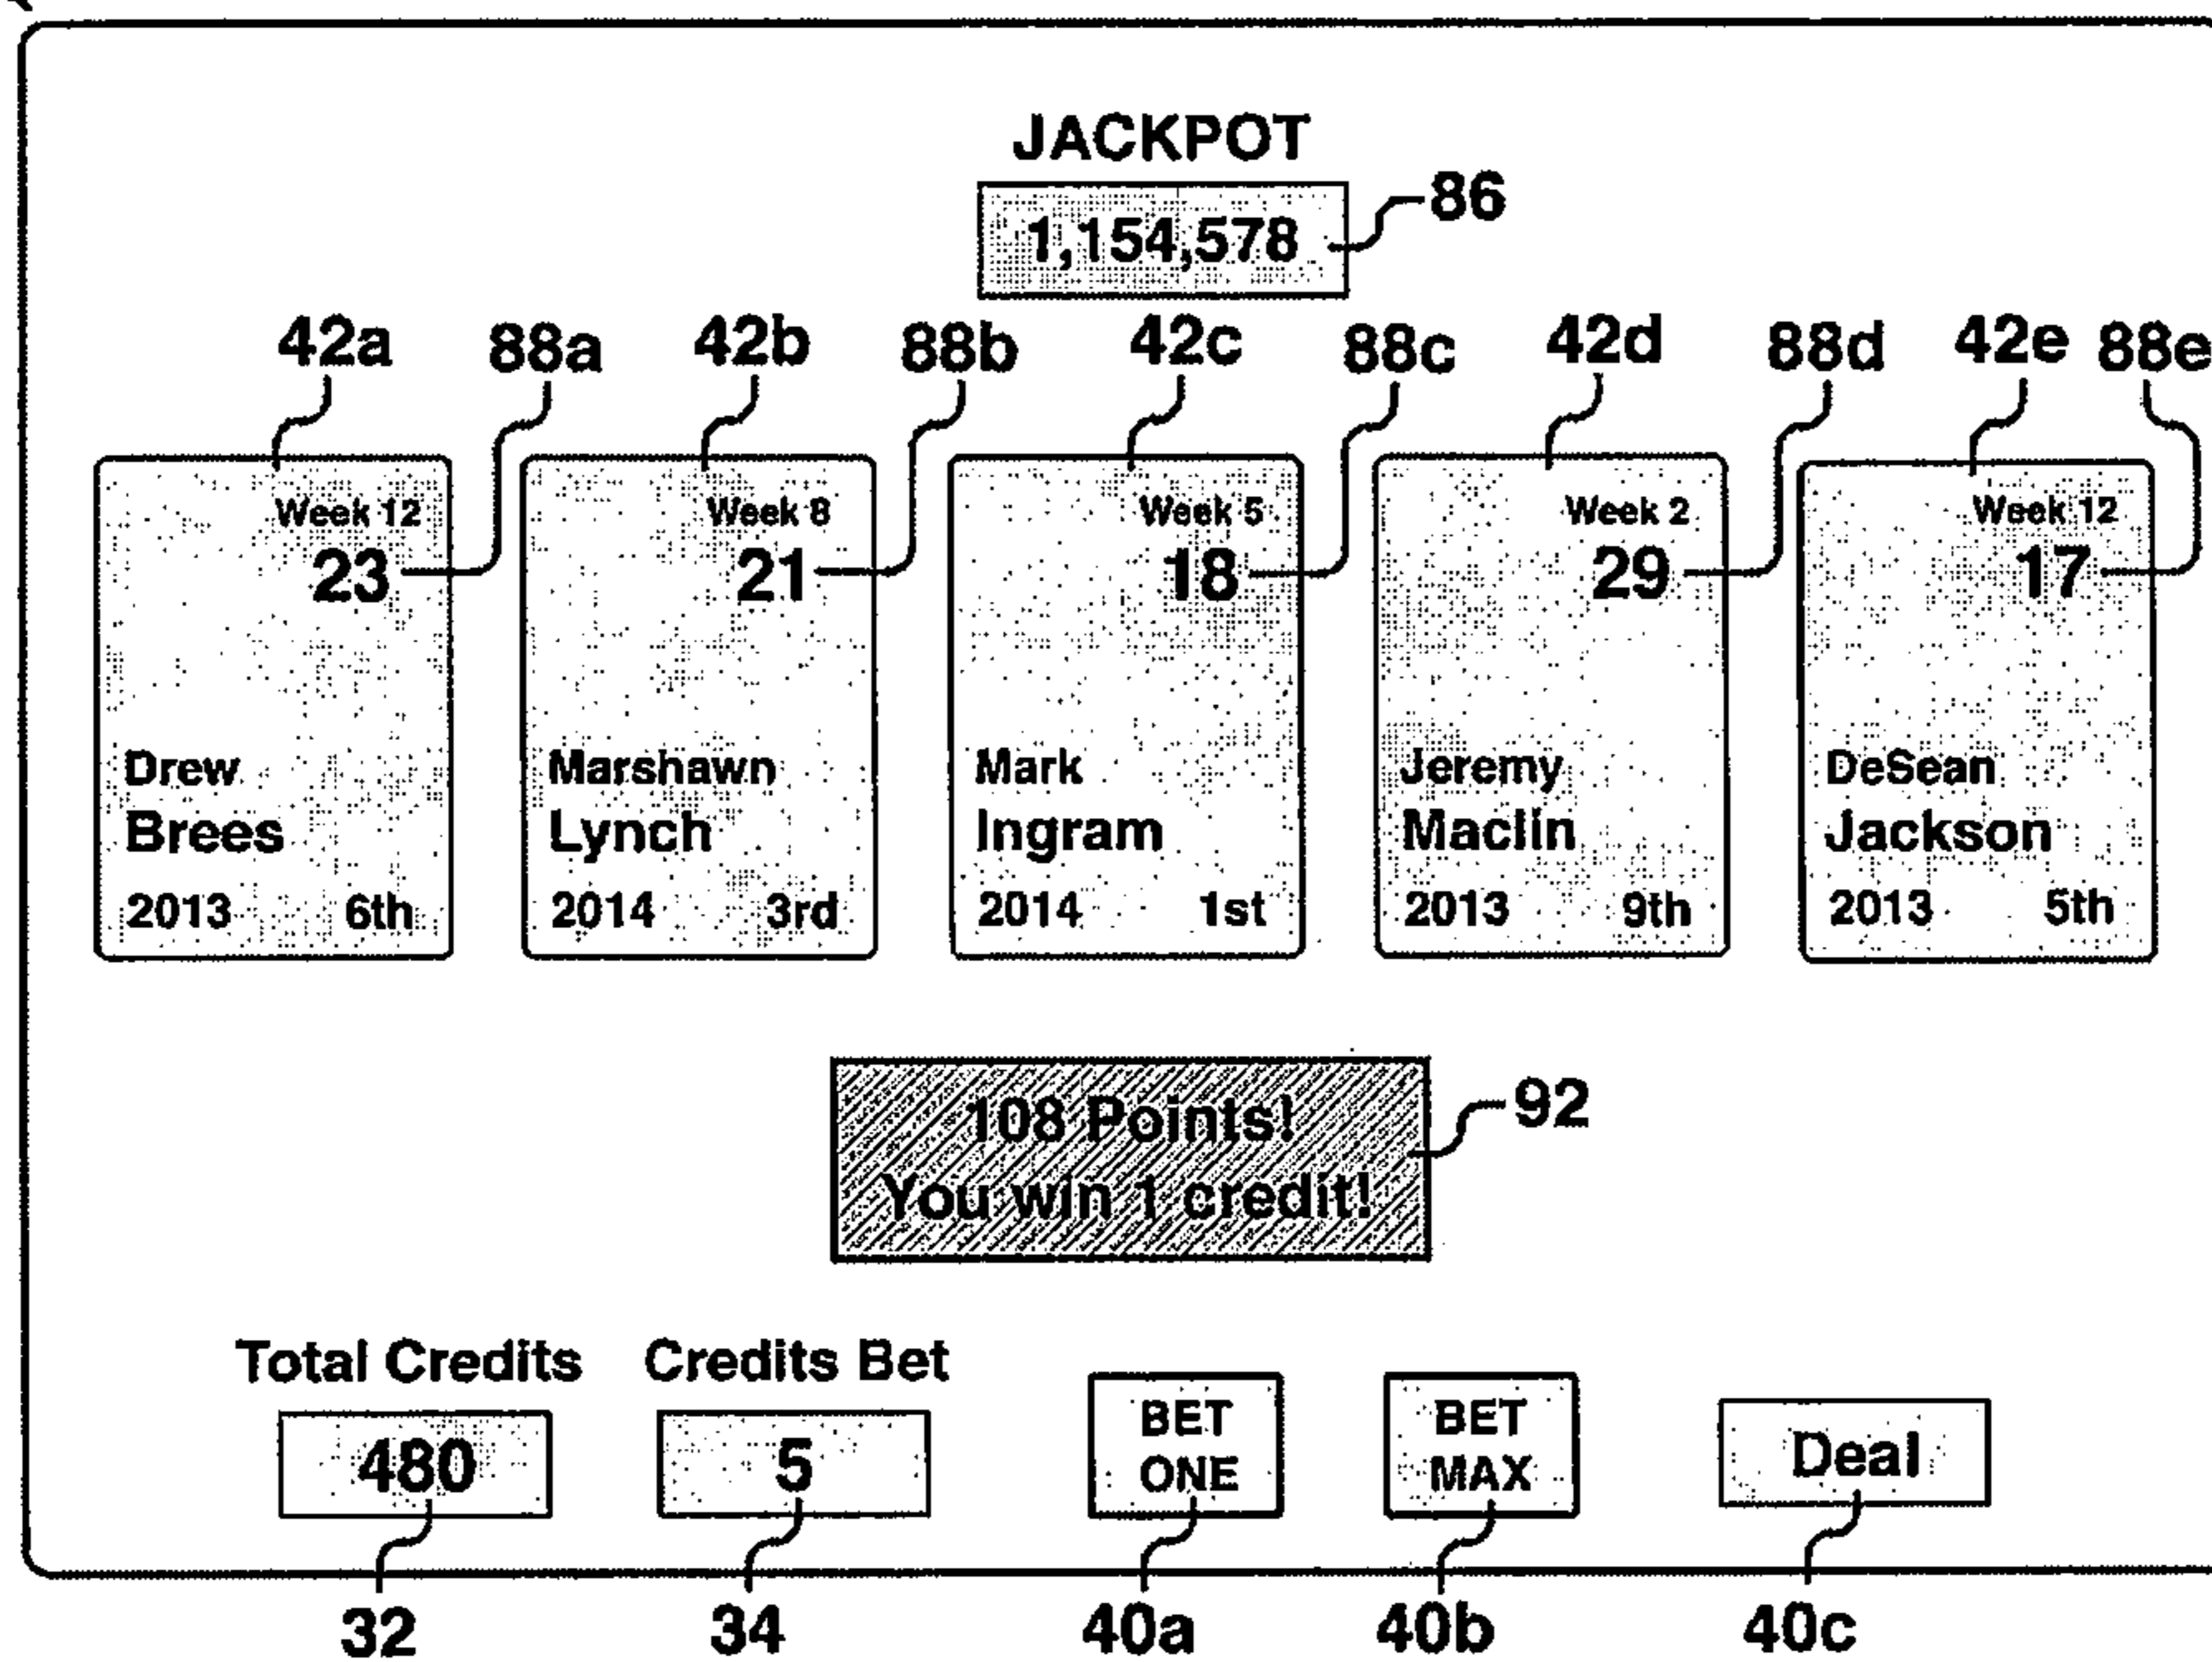 JACKPOT
1,154,578
86
42a 88a 42b 88b 42c 88c 42d 88d 42e 88e
Week 12 Week 8 Week 5 Week 2 Week 12
23 21 18 29 17
Drew Marshawn Mark Jeremy DeSean
Brees Lynch Ingram Maclin Jackson
2013 6th 2014 3rd 2014 1st 2013 9th 2013 5th
108 Points!
You win 1 credit!
92
Total Credits Credits Bet
480 5
BET ONE
BET MAX
Deal
32 34 40a 40b 40c